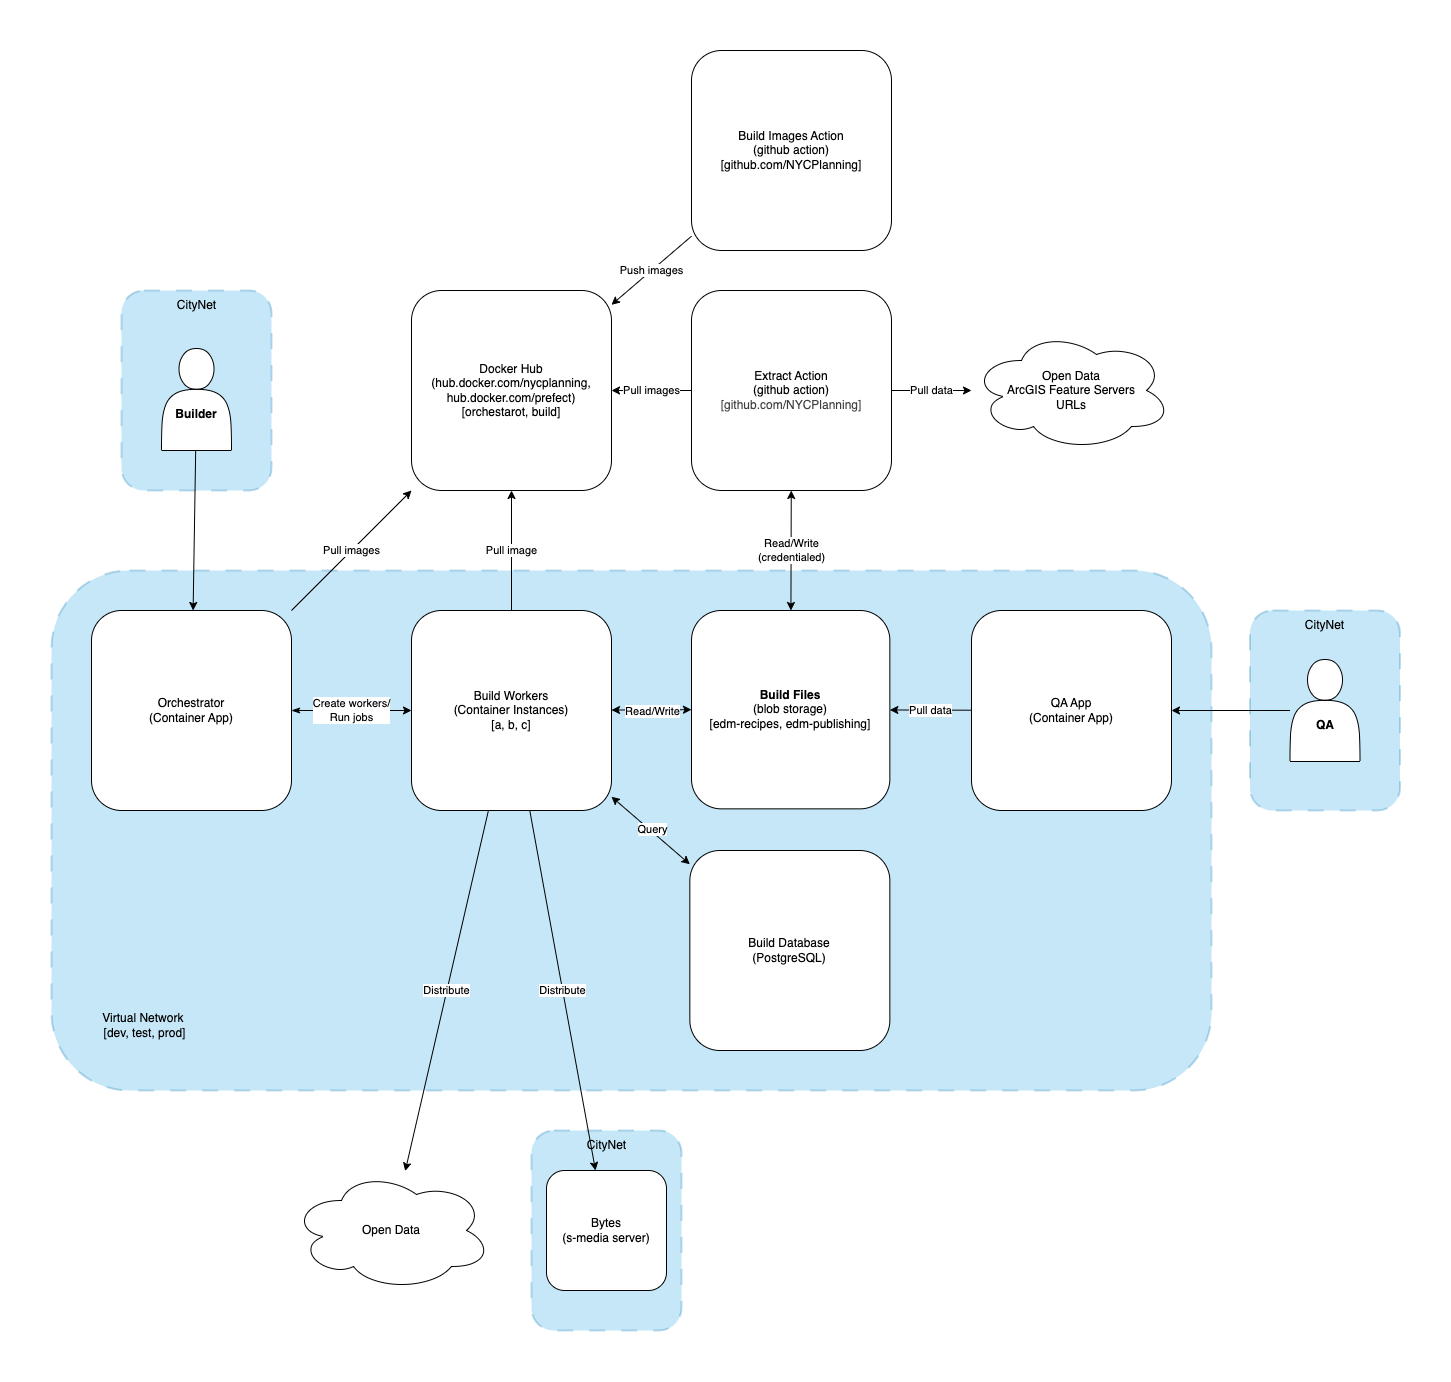 Build Images Action
(github action)
[github.com/NYCPlanning]
Push images
CityNet
Builder
Docker Hub
(hub.docker.com/nycplanning,
hub.docker.com/prefect)
[orchestarot, build]
Pull images
Extract Action
(github action)
[github.com/NYCPlanning]
Pull data
Open Data
ArcGIS Feature Servers
URLs
Pull images
Pull image
Read/Write
(credentialed)
Orchestrator
(Container App)
Create workers/
Run jobs
Build Workers
(Container Instances)
[a, b, c]
Read/Write
Build Files
(blob storage)
[edm-recipes, edm-publishing]
Pull data
QA App
(Container App)
CityNet
QA
Query
Build Database
(PostgreSQL)
Distribute
Distribute
Virtual Network
[dev, test, prod]
CityNet
Open Data
Bytes
(s-media server)